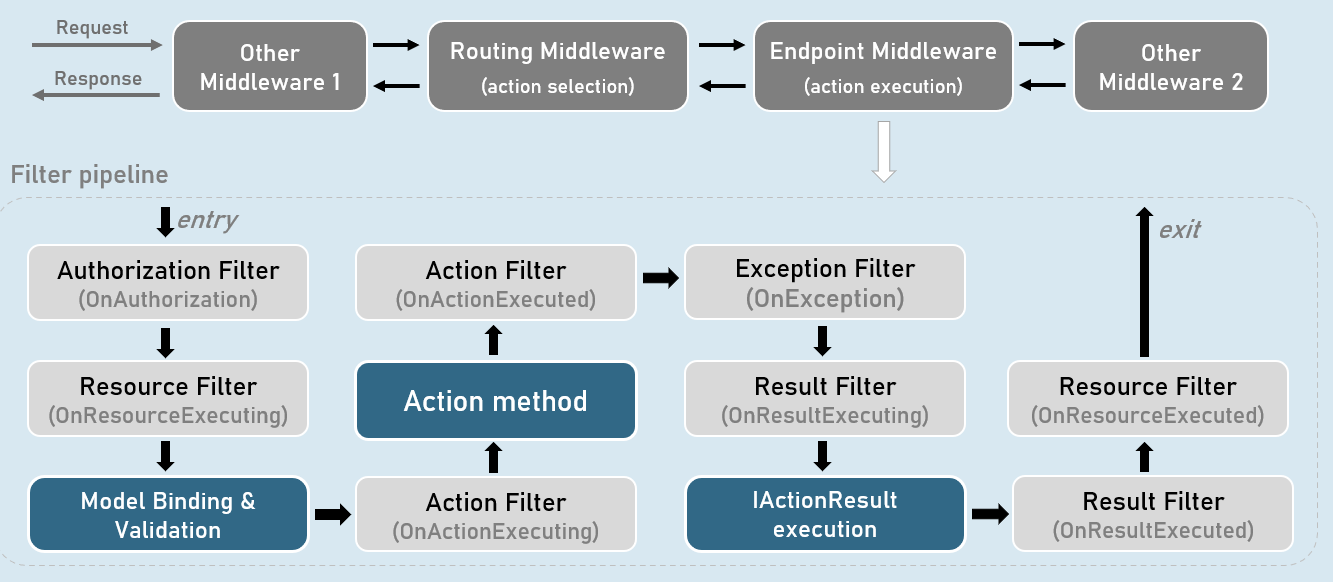 Request
Response
Other
Middleware 1
Routing Middleware
(action selection)
Endpoint Middleware
(action execution)
Other
Middleware 2
Filter pipeline
entry
Authorization Filter
(OnAuthorization)
Resource Filter
(OnResourceExecuting)
Model Binding &
Validation
Action Filter
(OnActionExecuting)
Action method
Action Filter
(OnActionExecuted)
Exception Filter
(OnException)
Result Filter
(OnResultExecuting)
IActionResult
execution
Result Filter
(OnResultExecuted)
Resource Filter
(OnResourceExecuted)
exit